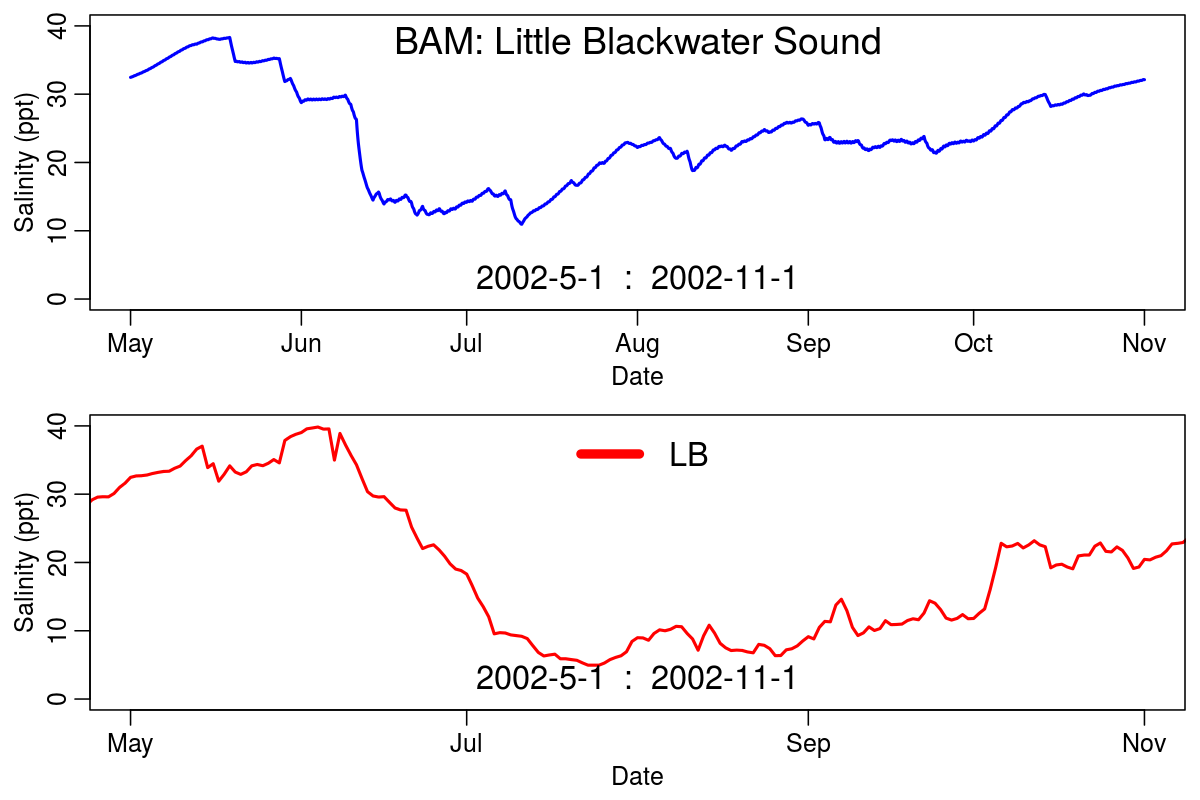 BAM: Little Blackwater Sound
40
30
20
10
0
Salinity (ppt)
2002-5-1 : 2002-11-1
May Jun Jul Aug Sep Oct Nov
Date
LB
40
30
20
10
0
Salinity (ppt)
2002-5-1 : 2002-11-1
May Jul Sep Nov
Date